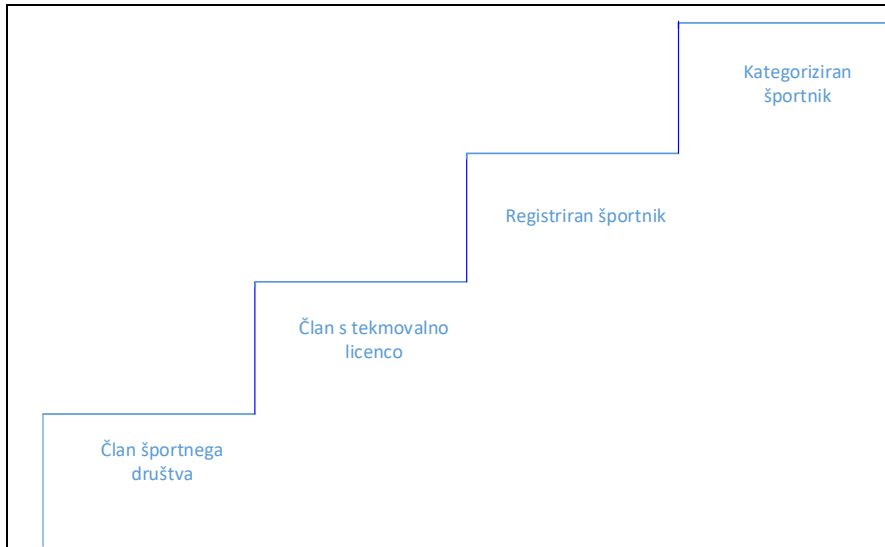 Kategoriziran
športnik
Registriran športnik
Član s tekmovalno
licenco
Član športnega
društva